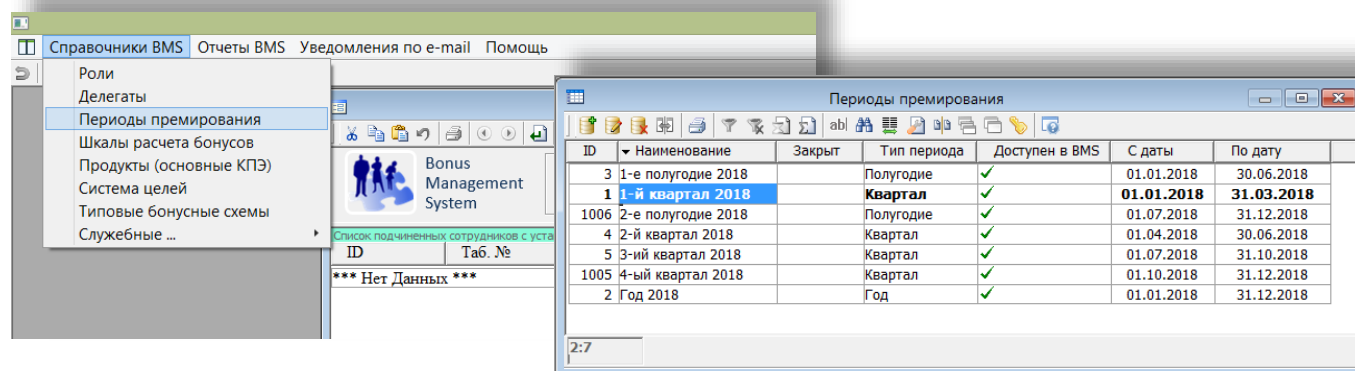 Справочники BMS Отчеты BMS Уведомления по e-mail Помощь
Роли
Делегаты
Периоды премирования
Шкалы расчета бонусов
Продукты (основные КПЭ)
Система целей
Типовые бонусные схемы
Служебные ...
Bonus
Management
System
Список подчиненных сотрудников с уста
ID Таб. №
*** Нет Данных ***
Периоды премирования
ab
ID Наименование Закрыт Тип периода Доступен в BMS С даты По дату
3 1-е полугодие 2018 Полугодие ✓ 01.01.2018 30.06.2018
1 1-й квартал 2018 Квартал ✓ 01.01.2018 31.03.2018
1006 2-е полугодие 2018 Полугодие ✓ 01.07.2018 31.12.2018
4 2-й квартал 2018 Квартал ✓ 01.04.2018 30.06.2018
5 3-ий квартал 2018 Квартал ✓ 01.07.2018 31.10.2018
1005 4-ый квартал 2018 Квартал ✓ 01.10.2018 31.12.2018
2 Год 2018 Год ✓ 01.01.2018 31.12.2018
2:7